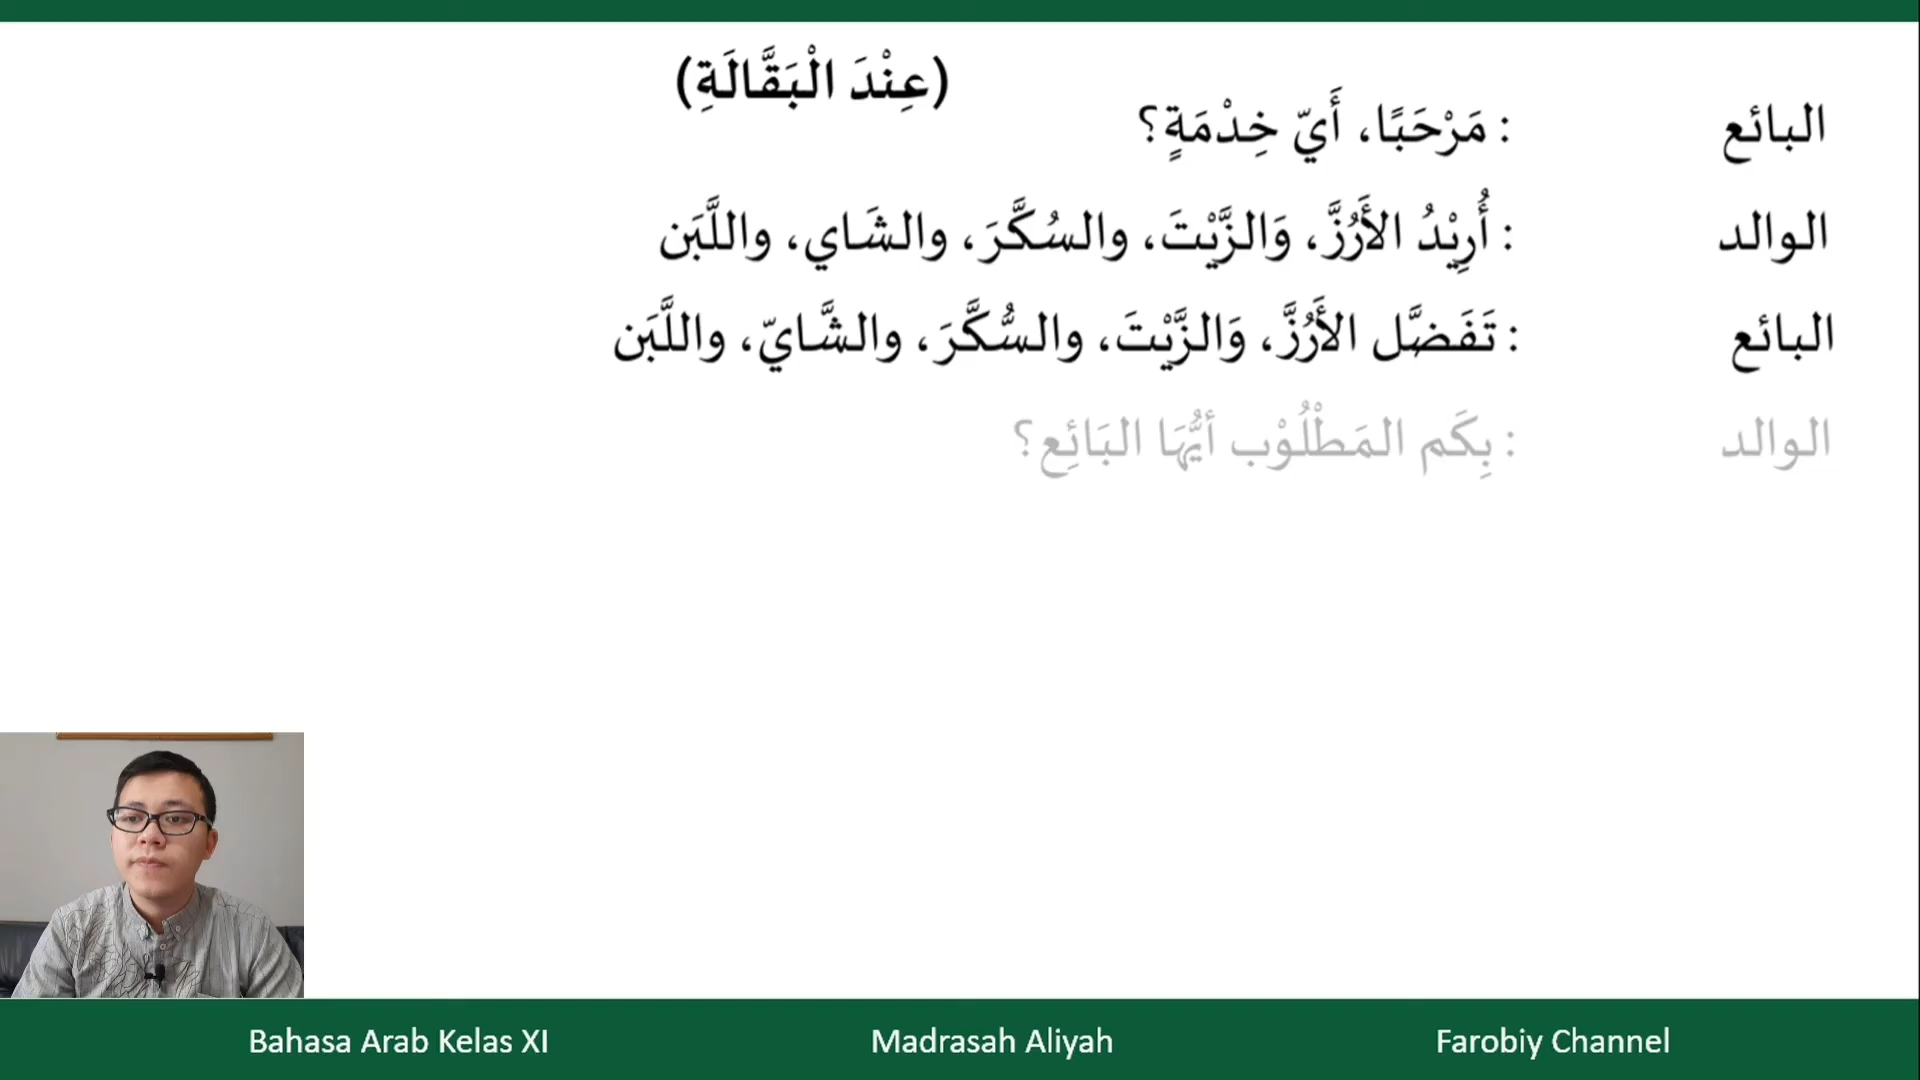 (عِنْدَ الْبَقَّالَةِ)
البائع : مَرْحَبًا، أَيّ خِدْمَةٍ؟
الوالد : أُرِيْدُ الأَرُزَّ، وَالزَّيْتَ، والسُكَّرَ، والشَاي، واللَّبَن
البائع : تَفَضَّل الأَرُزَّ، وَالزَّيْتَ، والسُّكَّرَ، والشَّايّ، واللَّبَن
الوالد : بِكَم المَطْلُوْب أيُّهَا البَائِع؟
Bahasa Arab Kelas XI Madrasah Aliyah Farobiy Channel